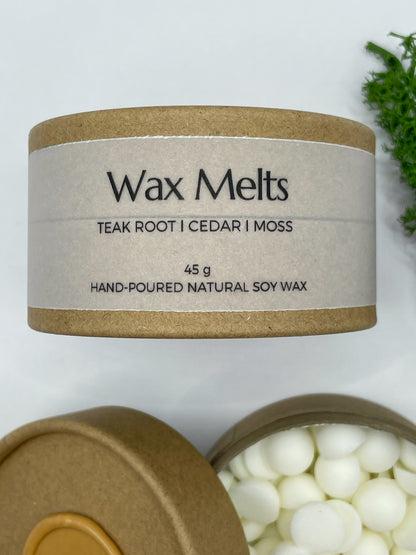 Wax Melts
TEAK ROOT | CEDAR | MOSS
45 g
HAND-POURED NATURAL SOY WAX